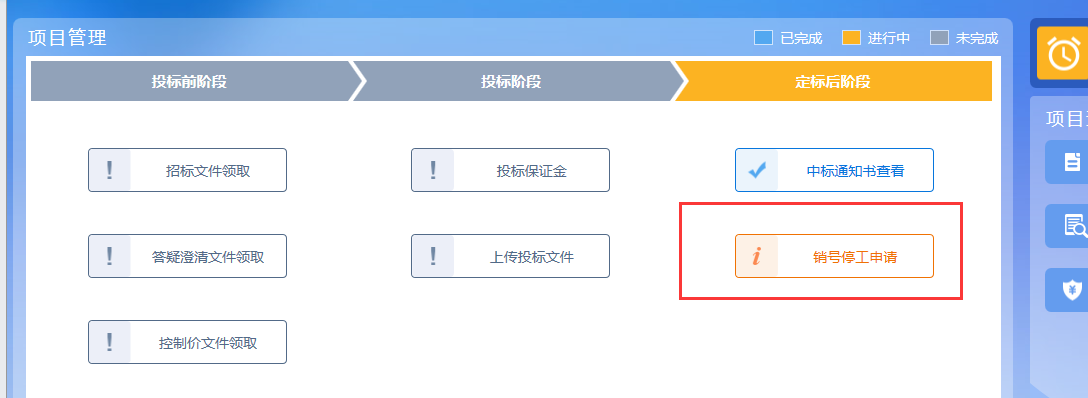 项目管理
已完成
进行中
未完成
投标前阶段
投标阶段
定标后阶段
招标文件领取
投标保证金
中标通知书查看
答疑澄清文件领取
上传投标文件
销号停工申请
控制价文件领取
项目